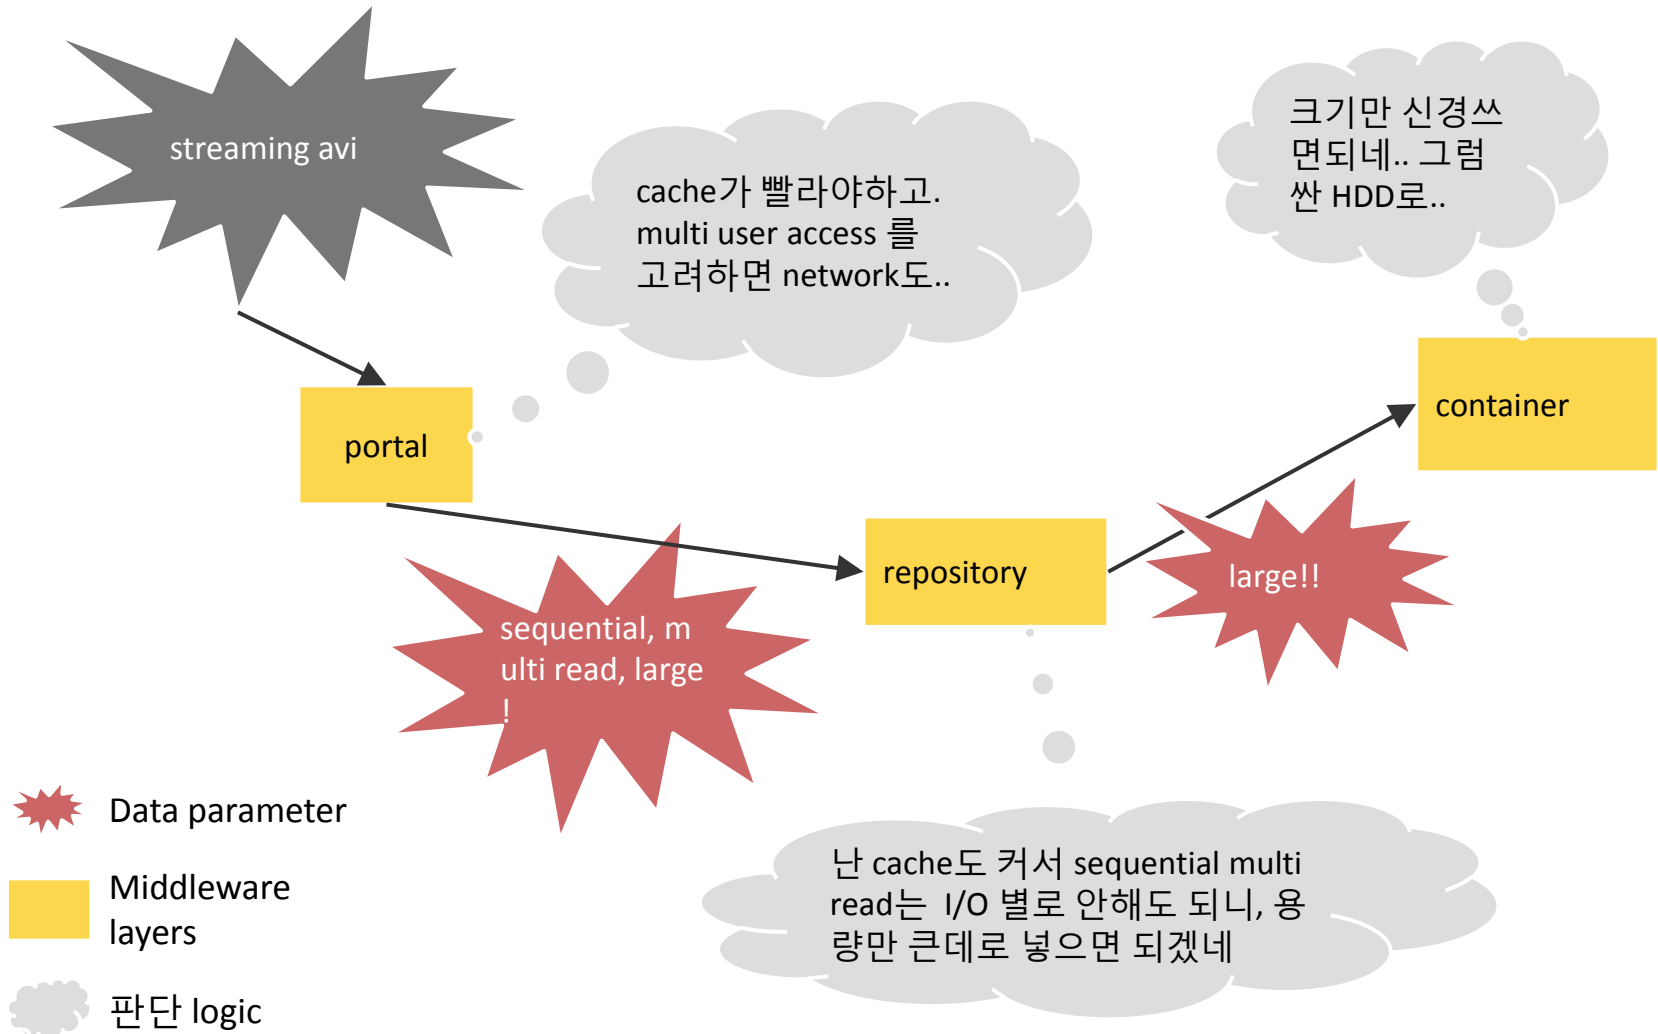 streaming avi
cache가 빨라야하고.
multi user access 를
고려하면 network도..
크기만 신경쓰
면되네.. 그럼
싼 HDD로..
portal
container
repository
large!!
sequential, m
ulti read, large
!
Data parameter
Middleware
layers
판단 logic
난 cache도 커서 sequential multi
read는 I/O 별로 안해도 되니, 용
량만 큰데로 넣으면 되겠네